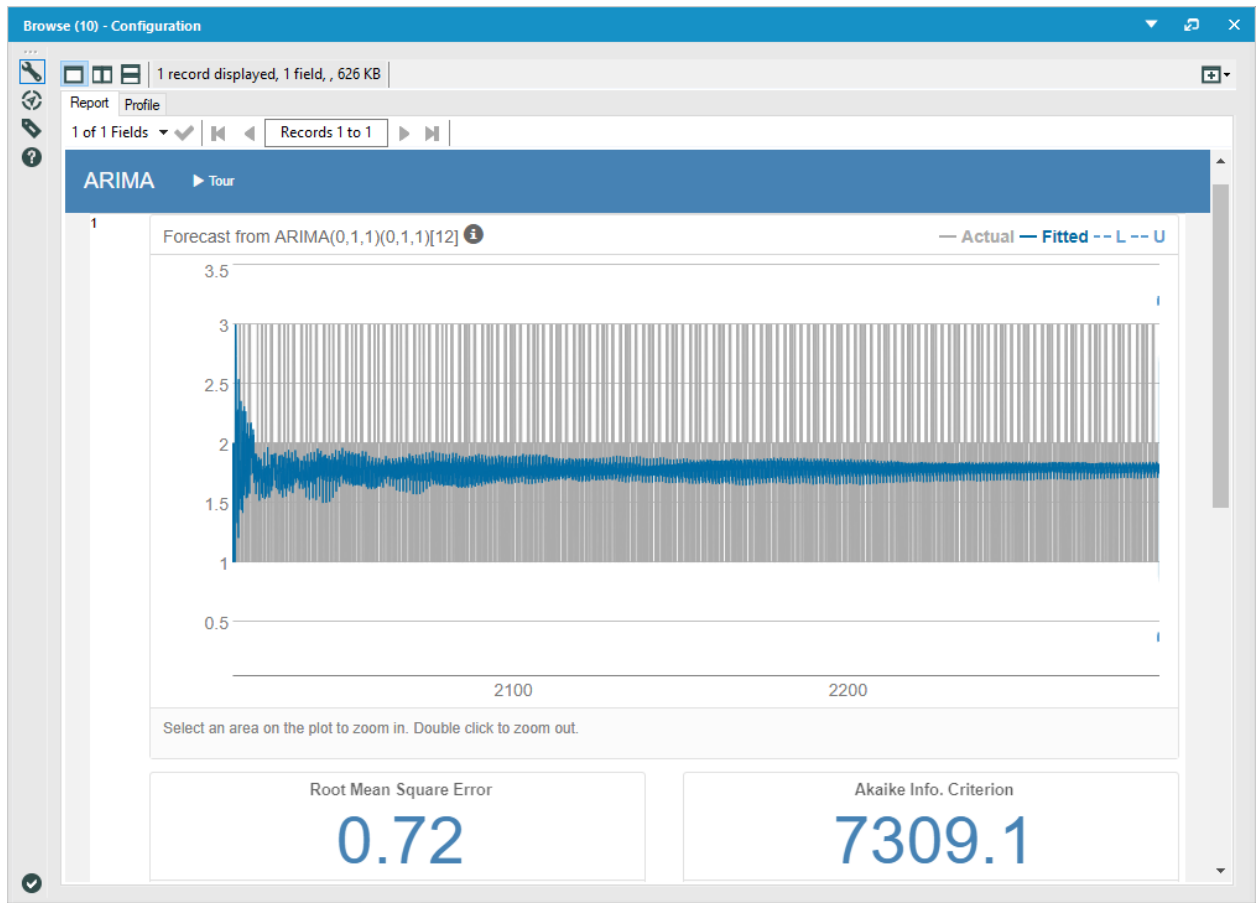 Browse (10) - Configuration
1 record displayed, 1 field, , 626 KB
Report Profile
1 of 1 Fields Records 1 to 1
ARIMA Tour
1
Forecast from ARIMA(0,1,1)(0,1,1)[12] Actual Fitted L U
3.5
3
2.5
2
1.5
1
0.5
2100 2200
Select an area on the plot to zoom in. Double click to zoom out.
Root Mean Square Error Akaike Info. Criterion
0.72 7309.1